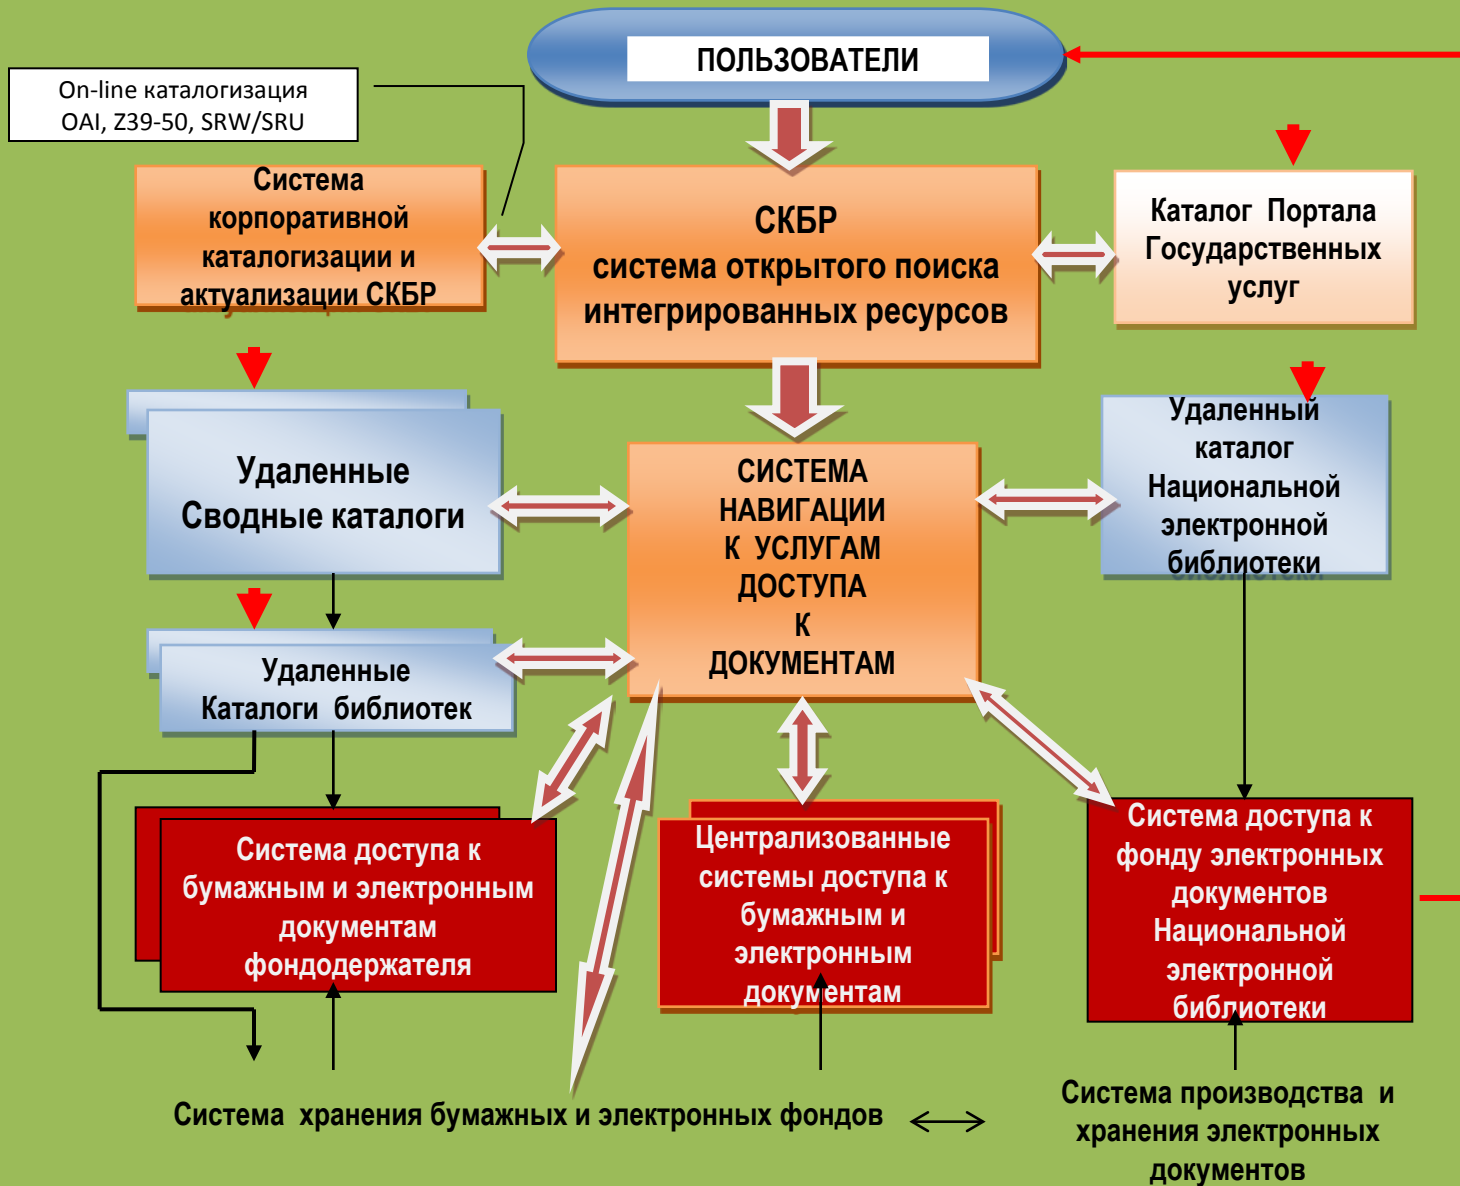 ПОЛЬЗОВАТЕЛИ
On-line каталогизация
OAI, Z39-50, SRW/SRU
Система
корпоративной
каталогизации и
актуализации СКБР
СКБР
система открытого поиска
интегрированных ресурсов
Каталог Портала
Государственных
услуг
Удаленные
Сводные каталоги
СИСТЕМА
НАВИГАЦИИ
К УСЛУГАМ
ДОСТУПА
К
ДОКУМЕНТАМ
Удаленный
каталог
Национальной
электронной
библиотеки
Удаленные
Каталоги библиотек
Система доступа к
бумажным и электронным
документам
фондодержателя
Централизованные
системы доступа к
бумажным и
электронным
документам
Система доступа к
фонду электронных
документов
Национальной
электронной
библиотеки
Система хранения бумажных и электронных фондов
Система производства и
хранения электронных
документов